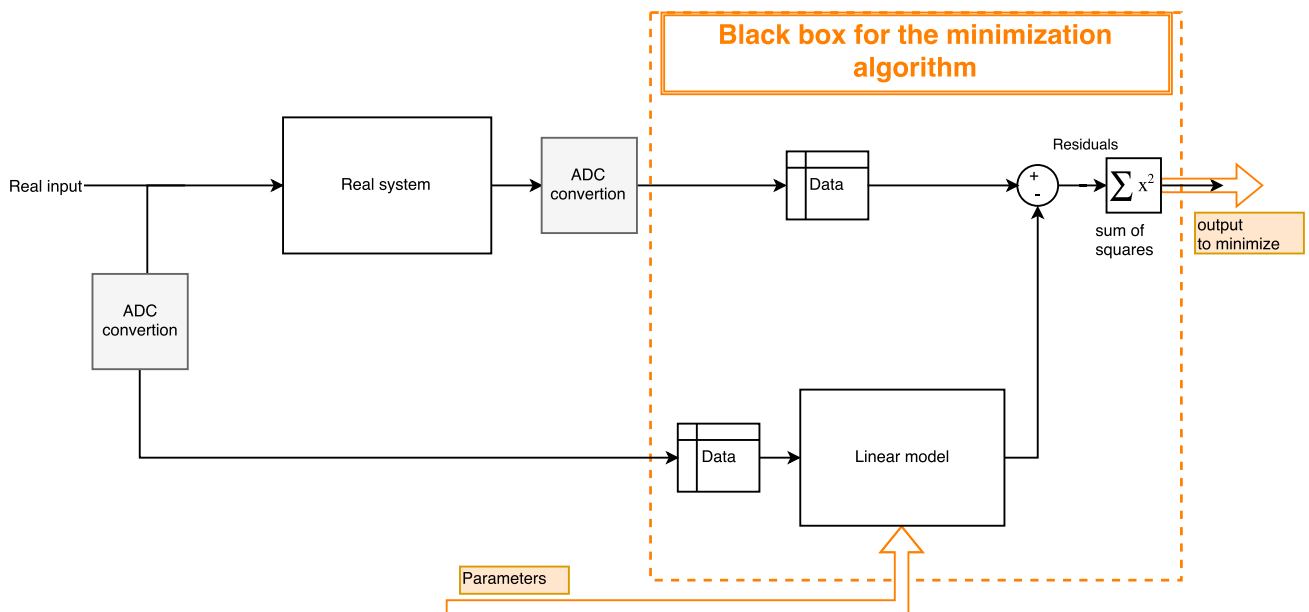 Black box for the minimization
algorithm
Residuals
Real input
Real system
ADC
convertion
Data
+
-
∑ x²
sum of
squares
output
to minimize
ADC
convertion
Data
Linear model
Parameters